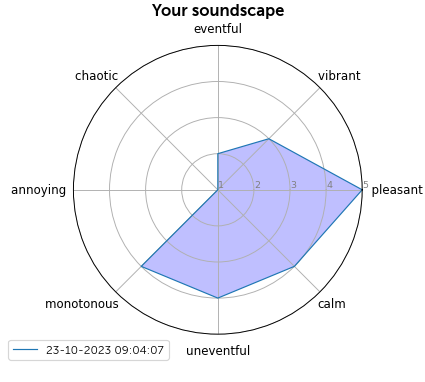 Your soundscape
eventful
chaotic
vibrant
annoying
1 2 3 4 5
pleasant
monotonous
calm
uneventful
23-10-2023 09:04:07